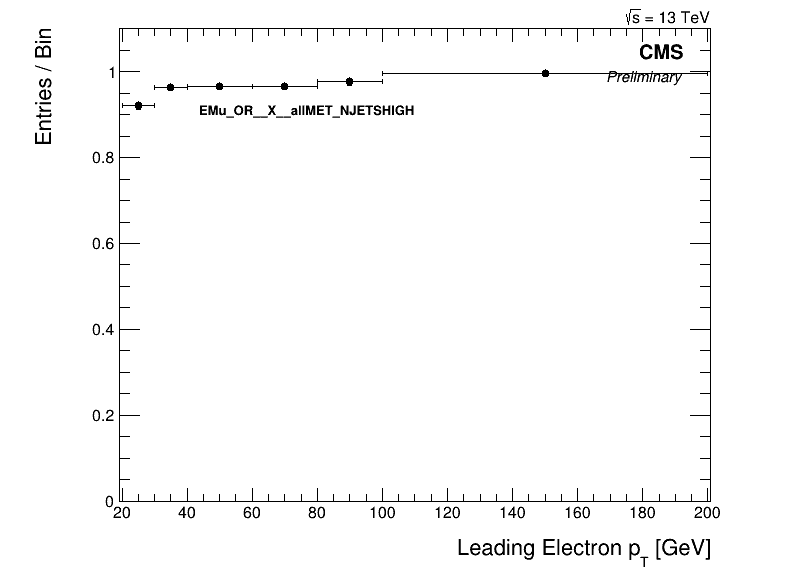 √s = 13 TeV
CMS
Preliminary
EMu_OR__X__allMET_NJETSHIGH
Entries / Bin
1
0.8
0.6
0.4
0.2
0
20 40 60 80 100 120 140 160 180 200
Leading Electron p_T [GeV]